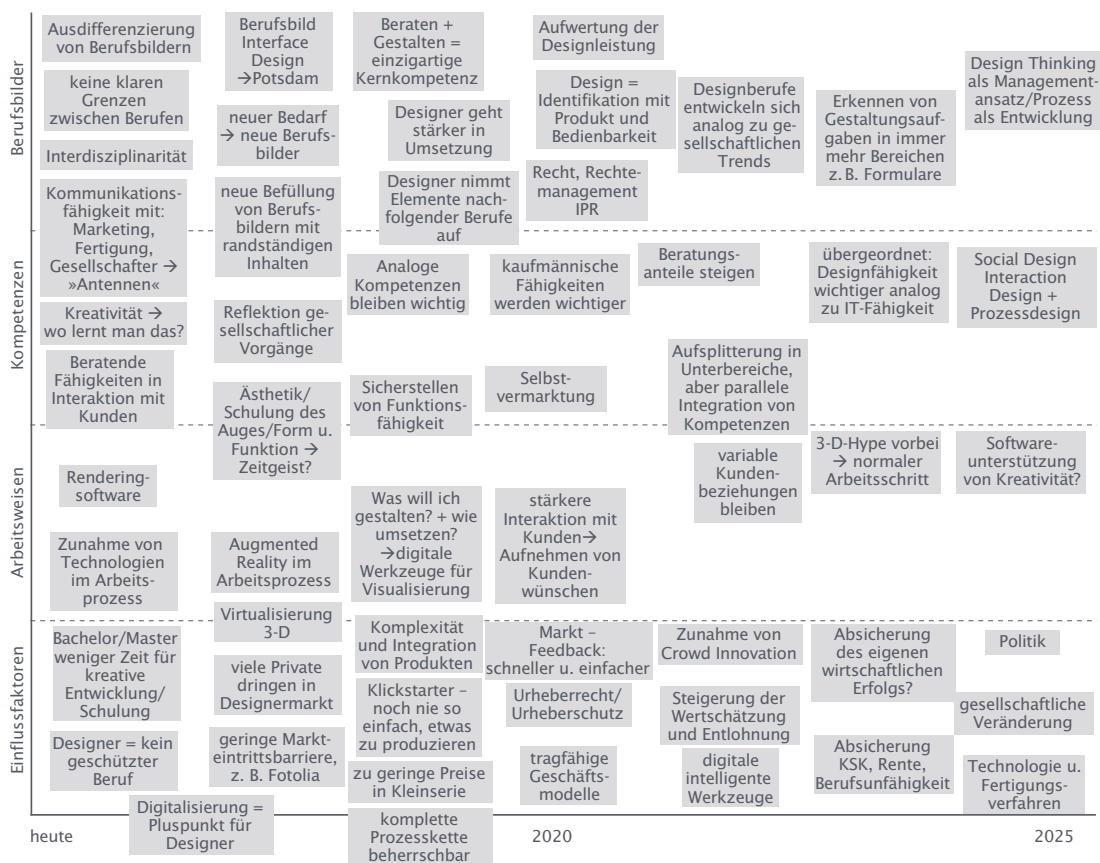 Berufsbilder
Ausdifferenzierung
von Berufsbildern
keine klaren
Grenzen
zwischen Berufen
Interdisziplinarität
Kommunikations-
fähigkeit mit:
Marketing,
Fertigung,
Gesellschafter →
»Antennen«
Berufsbild
Interface
Design
→Potsdam
neuer Bedarf
→ neue Berufs-
bilder
neue Befüllung
von Berufs-
bildern mit
randständigen
Inhalten
Beraten +
Gestalten =
einzigartige
Kernkompetenz
Designer geht
stärker in
Umsetzung
Designer nimmt
Elemente nach-
folgender Berufe
auf
Aufwertung der
Designleistung
Design =
Identifikation mit
Produkt und
Bedienbarkeit
Recht, Rechte-
management
IPR
Designberufe
entwickeln sich
analog zu ge-
sellschaftlichen
Trends
Erkennen von
Gestaltungsauf-
gaben in immer
mehr Bereichen
z. B. Formulare
Design Thinking
als Management-
ansatz/Prozess
als Entwicklung
Kompetenzen
Kreativität →
wo lernt man das?
Beratende
Fähigkeiten in
Interaktion mit
Kunden
Reflektion ge-
sellschaftlicher
Vorgänge
Ästhetik/
Schulung des
Auges/Form u.
Funktion →
Zeitgeist?
Analoge
Kompetenzen
bleiben wichtig
Sicherstellen
von Funktions-
fähigkeit
kaufmännische
Fähigkeiten
werden wichtiger
Selbst-
vermarktung
Beratungs-
anteile steigen
Aufsplitterung in
Unterbereiche,
aber parallele
Integration von
Kompetenzen
übergeordnet:
Designfähigkeit
wichtiger analog
zu IT-Fähigkeit
Social Design
Interaction
Design +
Prozessdesign
Arbeitsweisen
Rendering-
software
Zunahme von
Technologien
im Arbeits-
prozess
Augmented
Reality im
Arbeitsprozess
Virtualisierung
3-D
Was will ich
gestalten? + wie
umsetzen?
→digitale
Werkzeuge für
Visualisierung
stärkere
Interaktion mit
Kunden→
Aufnehmen von
Kunden-
wünschen
variable
Kunden-
beziehungen
bleiben
3-D-Hype vorbei
→ normaler
Arbeitsschritt
Software-
unterstützung
von Kreativität?
Einflussfaktoren
Bachelor/Master
weniger Zeit für
kreative
Entwicklung/
Schulung
Designer = kein
geschützter
Beruf
Digitalisierung =
Pluspunkt für
Designer
viele Private
dringen in
Designermarkt
geringe Markt-
eintrittsbarriere,
z. B. Fotolia
Komplexität
und Integration
von Produkten
Klickstarter –
noch nie so
einfach, etwas
zu produzieren
zu geringe Preise
in Kleinserie
komplette
Prozesskette
beherrschbar
Markt –
Feedback:
schneller u. einfacher
Urheberrecht/
Urheberschutz
tragfähige
Geschäfts-
modelle
Zunahme von
Crowd Innovation
Steigerung der
Wertschätzung
und Entlohnung
digitale
intelligente
Werkzeuge
Absicherung
des eigenen
wirtschaftlichen
Erfolgs?
Absicherung
KSK, Rente,
Berufsunfähigkeit
Politik
gesellschaftliche
Veränderung
Technologie u.
Fertigungs-
verfahren
heute
2020
2025